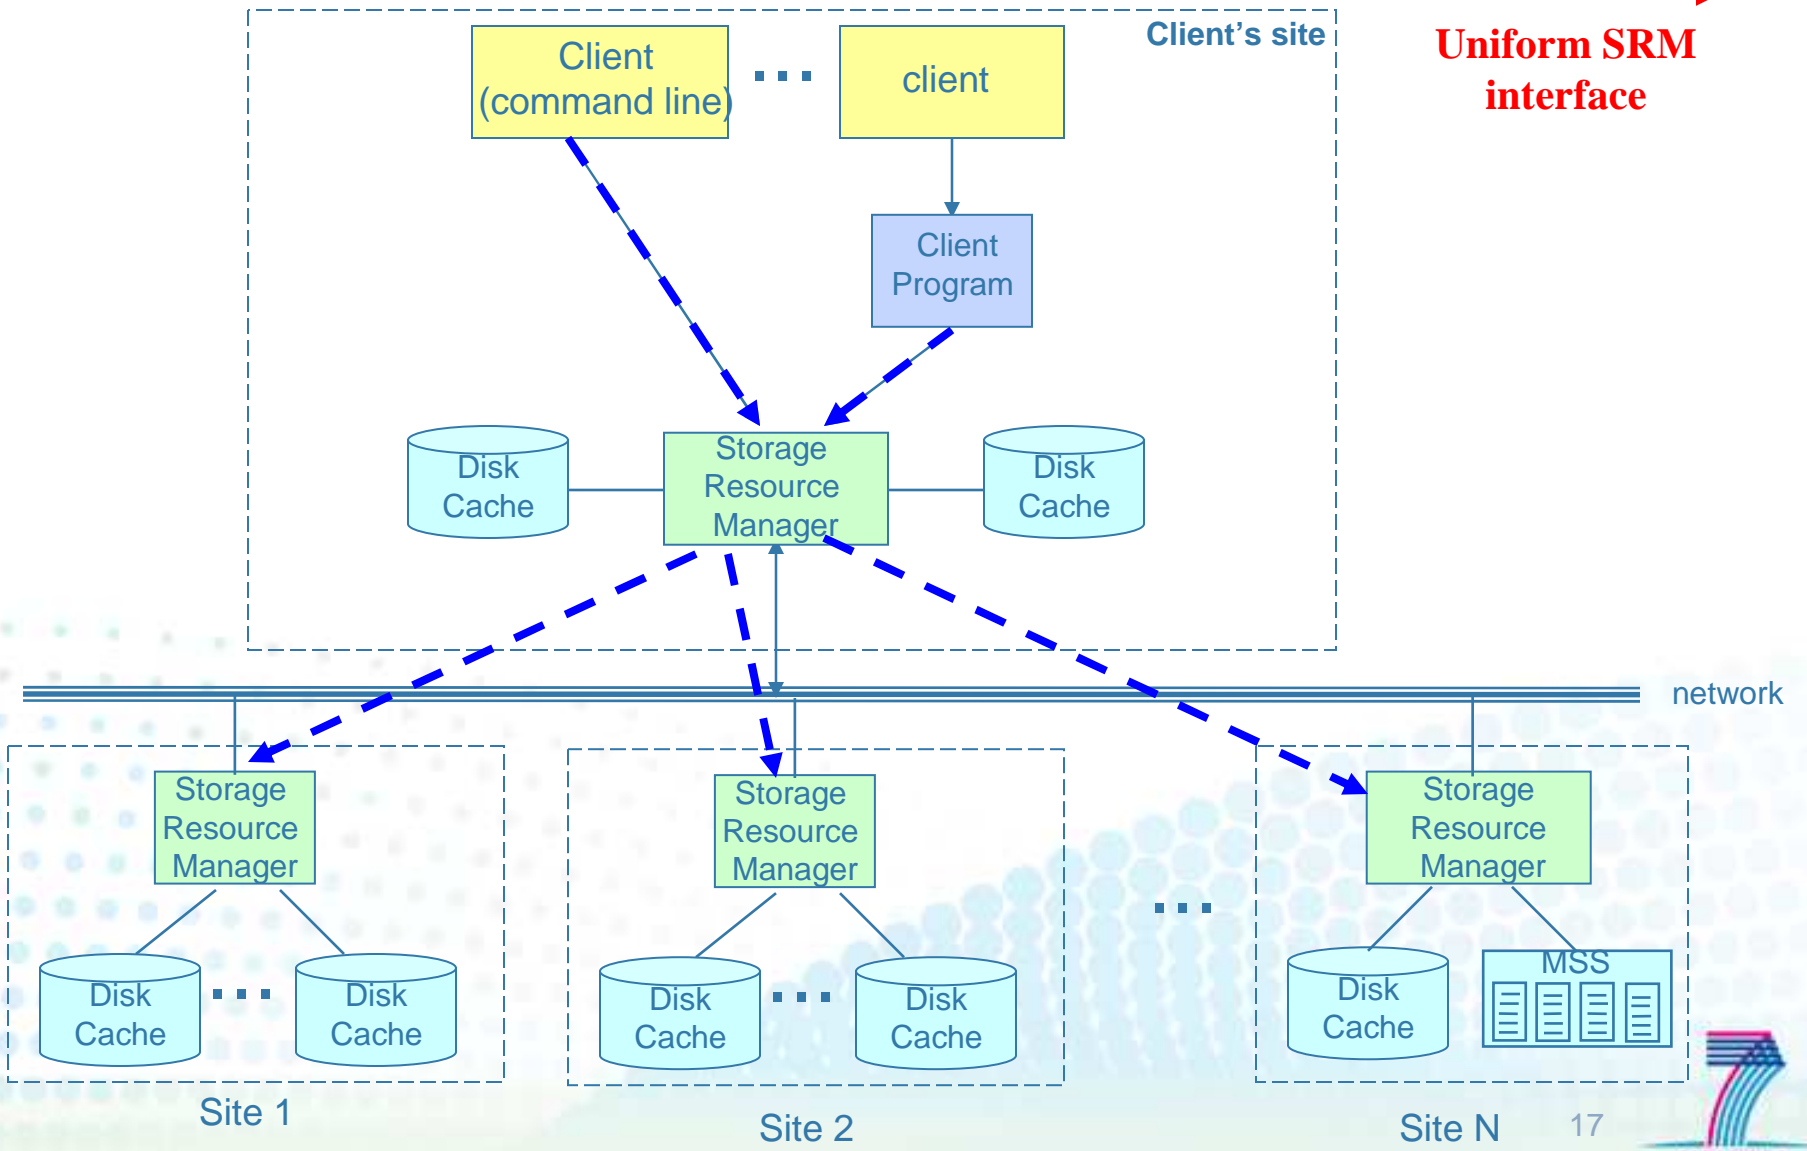 Client's site
Uniform SRM
interface
Client
(command line)
client
Client
Program
Disk
Cache
Storage
Resource
Manager
Disk
Cache
network
Storage
Resource
Manager
Disk
Cache
Disk
Cache
Site 1
Storage
Resource
Manager
Disk
Cache
Disk
Cache
Site 2
Storage
Resource
Manager
Disk
Cache
MSS
Site N
17